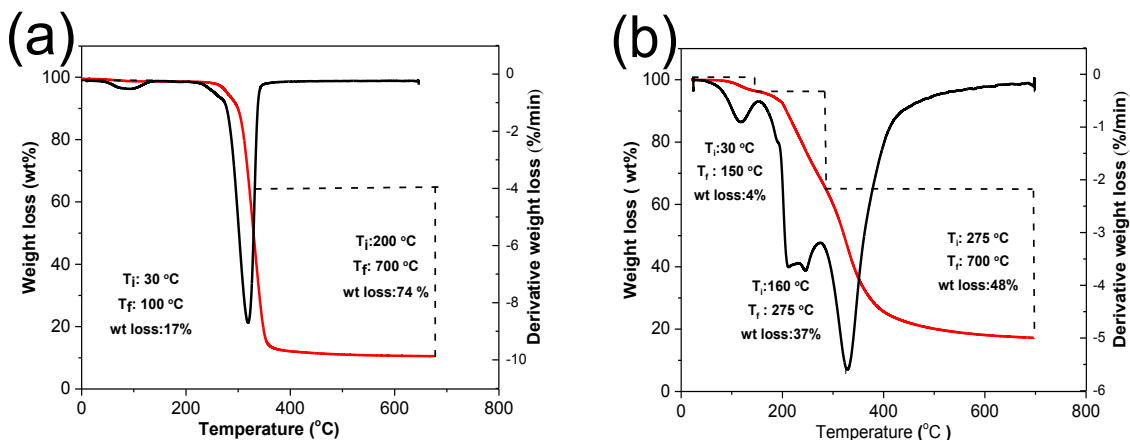 (a)
Weight loss (wt%)
100
80
60
40
20
0
0
200
400
600
800
Temperature (°C)
0
-2
-4
-6
-8
-10
Derivative weight loss (%/min)
Ti: 30 °C
Tf: 100 °C
wt loss:17%
Ti:200 °C
Tf: 700 °C
wt loss:74 %
(b)
Weight loss ( wt%)
100
80
60
40
20
0
0
200
400
600
800
Temperature (°C )
0
-1
-2
-3
-4
-5
-6
Derivative weight loss (%/min)
Ti:30 °C
Tf : 150 °C
wt loss:4%
Ti:160 °C
Tf : 275 °C
wt loss:37%
Ti: 275 °C
Tf: 700 °C
wt loss:48%